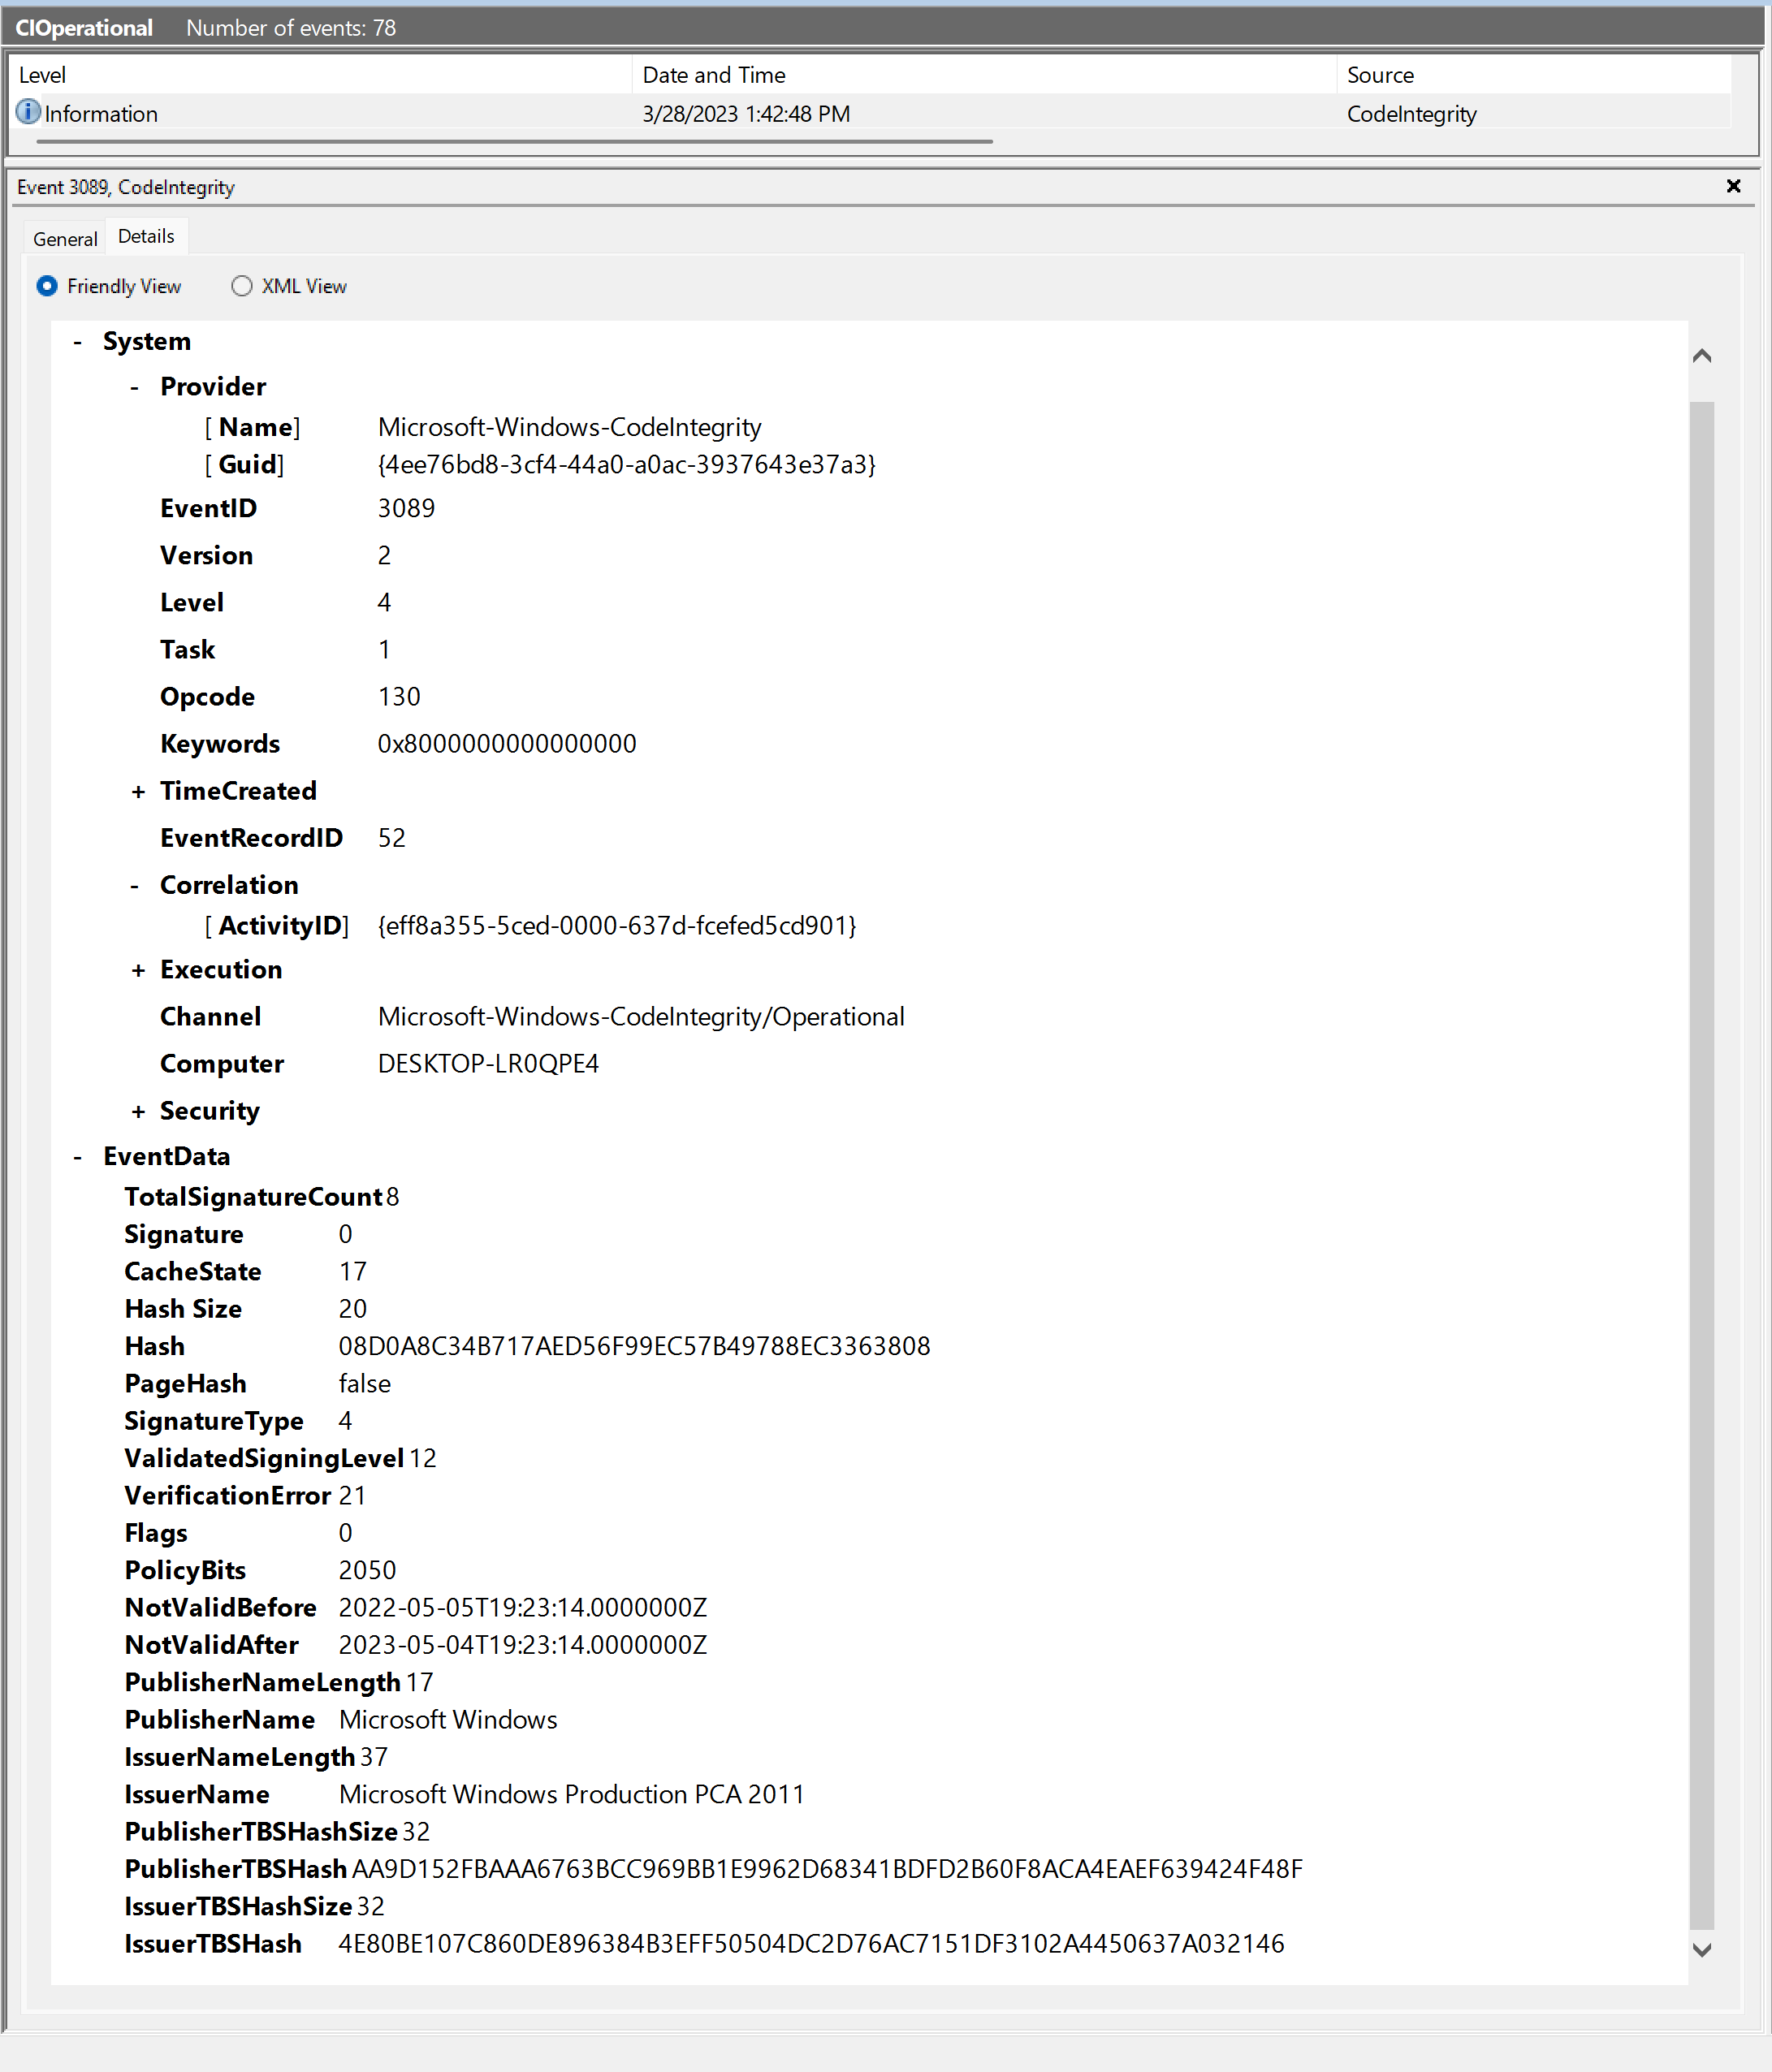 CIOperational Number of events: 78
Level Date and Time Source
Information 3/28/2023 1:42:48 PM CodeIntegrity
Event 3089, CodeIntegrity
General Details
Friendly View XML View
- System
- Provider
[ Name] Microsoft-Windows-CodeIntegrity
[ Guid] {4ee76bd8-3cf4-44a0-a0ac-3937643e37a3}
EventID 3089
Version 2
Level 4
Task 1
Opcode 130
Keywords 0x8000000000000000
+ TimeCreated
EventRecordID 52
- Correlation
[ ActivityID] {eff8a355-5ced-0000-637d-fcefed5cd901}
+ Execution
Channel Microsoft-Windows-CodeIntegrity/Operational
Computer DESKTOP-LR0QPE4
+ Security
- EventData
TotalSignatureCount 8
Signature 0
CacheState 17
Hash Size 20
Hash 08D0A8C34B717AED56F99EC57B49788EC3363808
PageHash false
SignatureType 4
ValidatedSigningLevel 12
VerificationError 21
Flags 0
PolicyBits 2050
NotValidBefore 2022-05-05T19:23:14.0000000Z
NotValidAfter 2023-05-04T19:23:14.0000000Z
PublisherNameLength 17
PublisherName Microsoft Windows
IssuerNameLength 37
IssuerName Microsoft Windows Production PCA 2011
PublisherTBSHashSize 32
PublisherTBSHash AA9D152FBAAA6763BCC969BB1E9962D68341BDFD2B60F8ACA4EAEF639424F48F
IssuerTBSHashSize 32
IssuerTBSHash 4E80BE107C860DE896384B3EFF50504DC2D76AC7151DF3102A4450637A032146